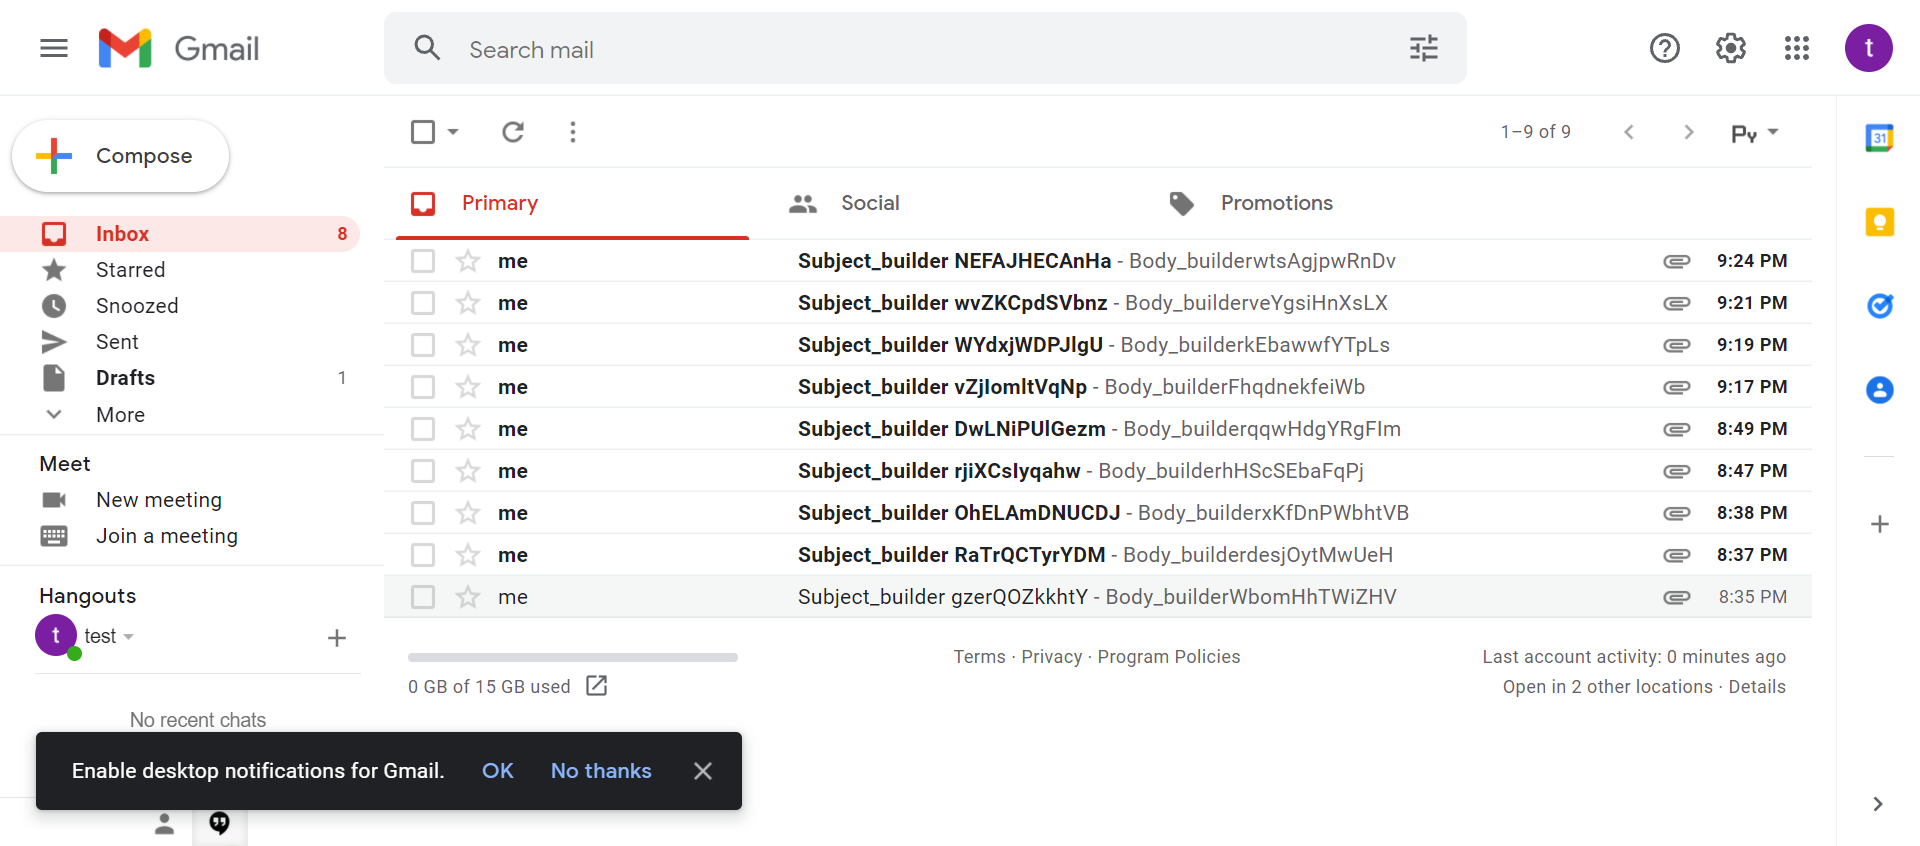 Gmail
Search mail
t
Compose
1–9 of 9
Py
31
Primary
Social
Promotions
Inbox 8
Starred
Snoozed
Sent
Drafts 1
More
Meet
New meeting
Join a meeting
Hangouts
t test
No recent chats
me Subject_builder NEFAJHECAnHa - Body_builderwtsAgjpwRnDv 9:24 PM
me Subject_builder wvZKCpdSVbnz - Body_builderveYgsiHnXsLX 9:21 PM
me Subject_builder WYdxjWDPJlgU - Body_builderkEbawwfYTpLs 9:19 PM
me Subject_builder vZjIomltVqNp - Body_builderFhqdnekfeiWb 9:17 PM
me Subject_builder DwLNiPUlGezm - Body_builderqqwHdgYRgFIm 8:49 PM
me Subject_builder rjiXCsIyqahw - Body_builderhHScSEbaFqPj 8:47 PM
me Subject_builder OhELAmDNUCDJ - Body_builderxKfDnPWbhtVB 8:38 PM
me Subject_builder RaTrQCTyrYDM - Body_builderdesjOytMwUeH 8:37 PM
me Subject_builder gzerQOZkkhtY - Body_builderWbomHhTWiZHV 8:35 PM
0 GB of 15 GB used
Terms · Privacy · Program Policies
Last account activity: 0 minutes ago
Open in 2 other locations · Details
Enable desktop notifications for Gmail. OK No thanks